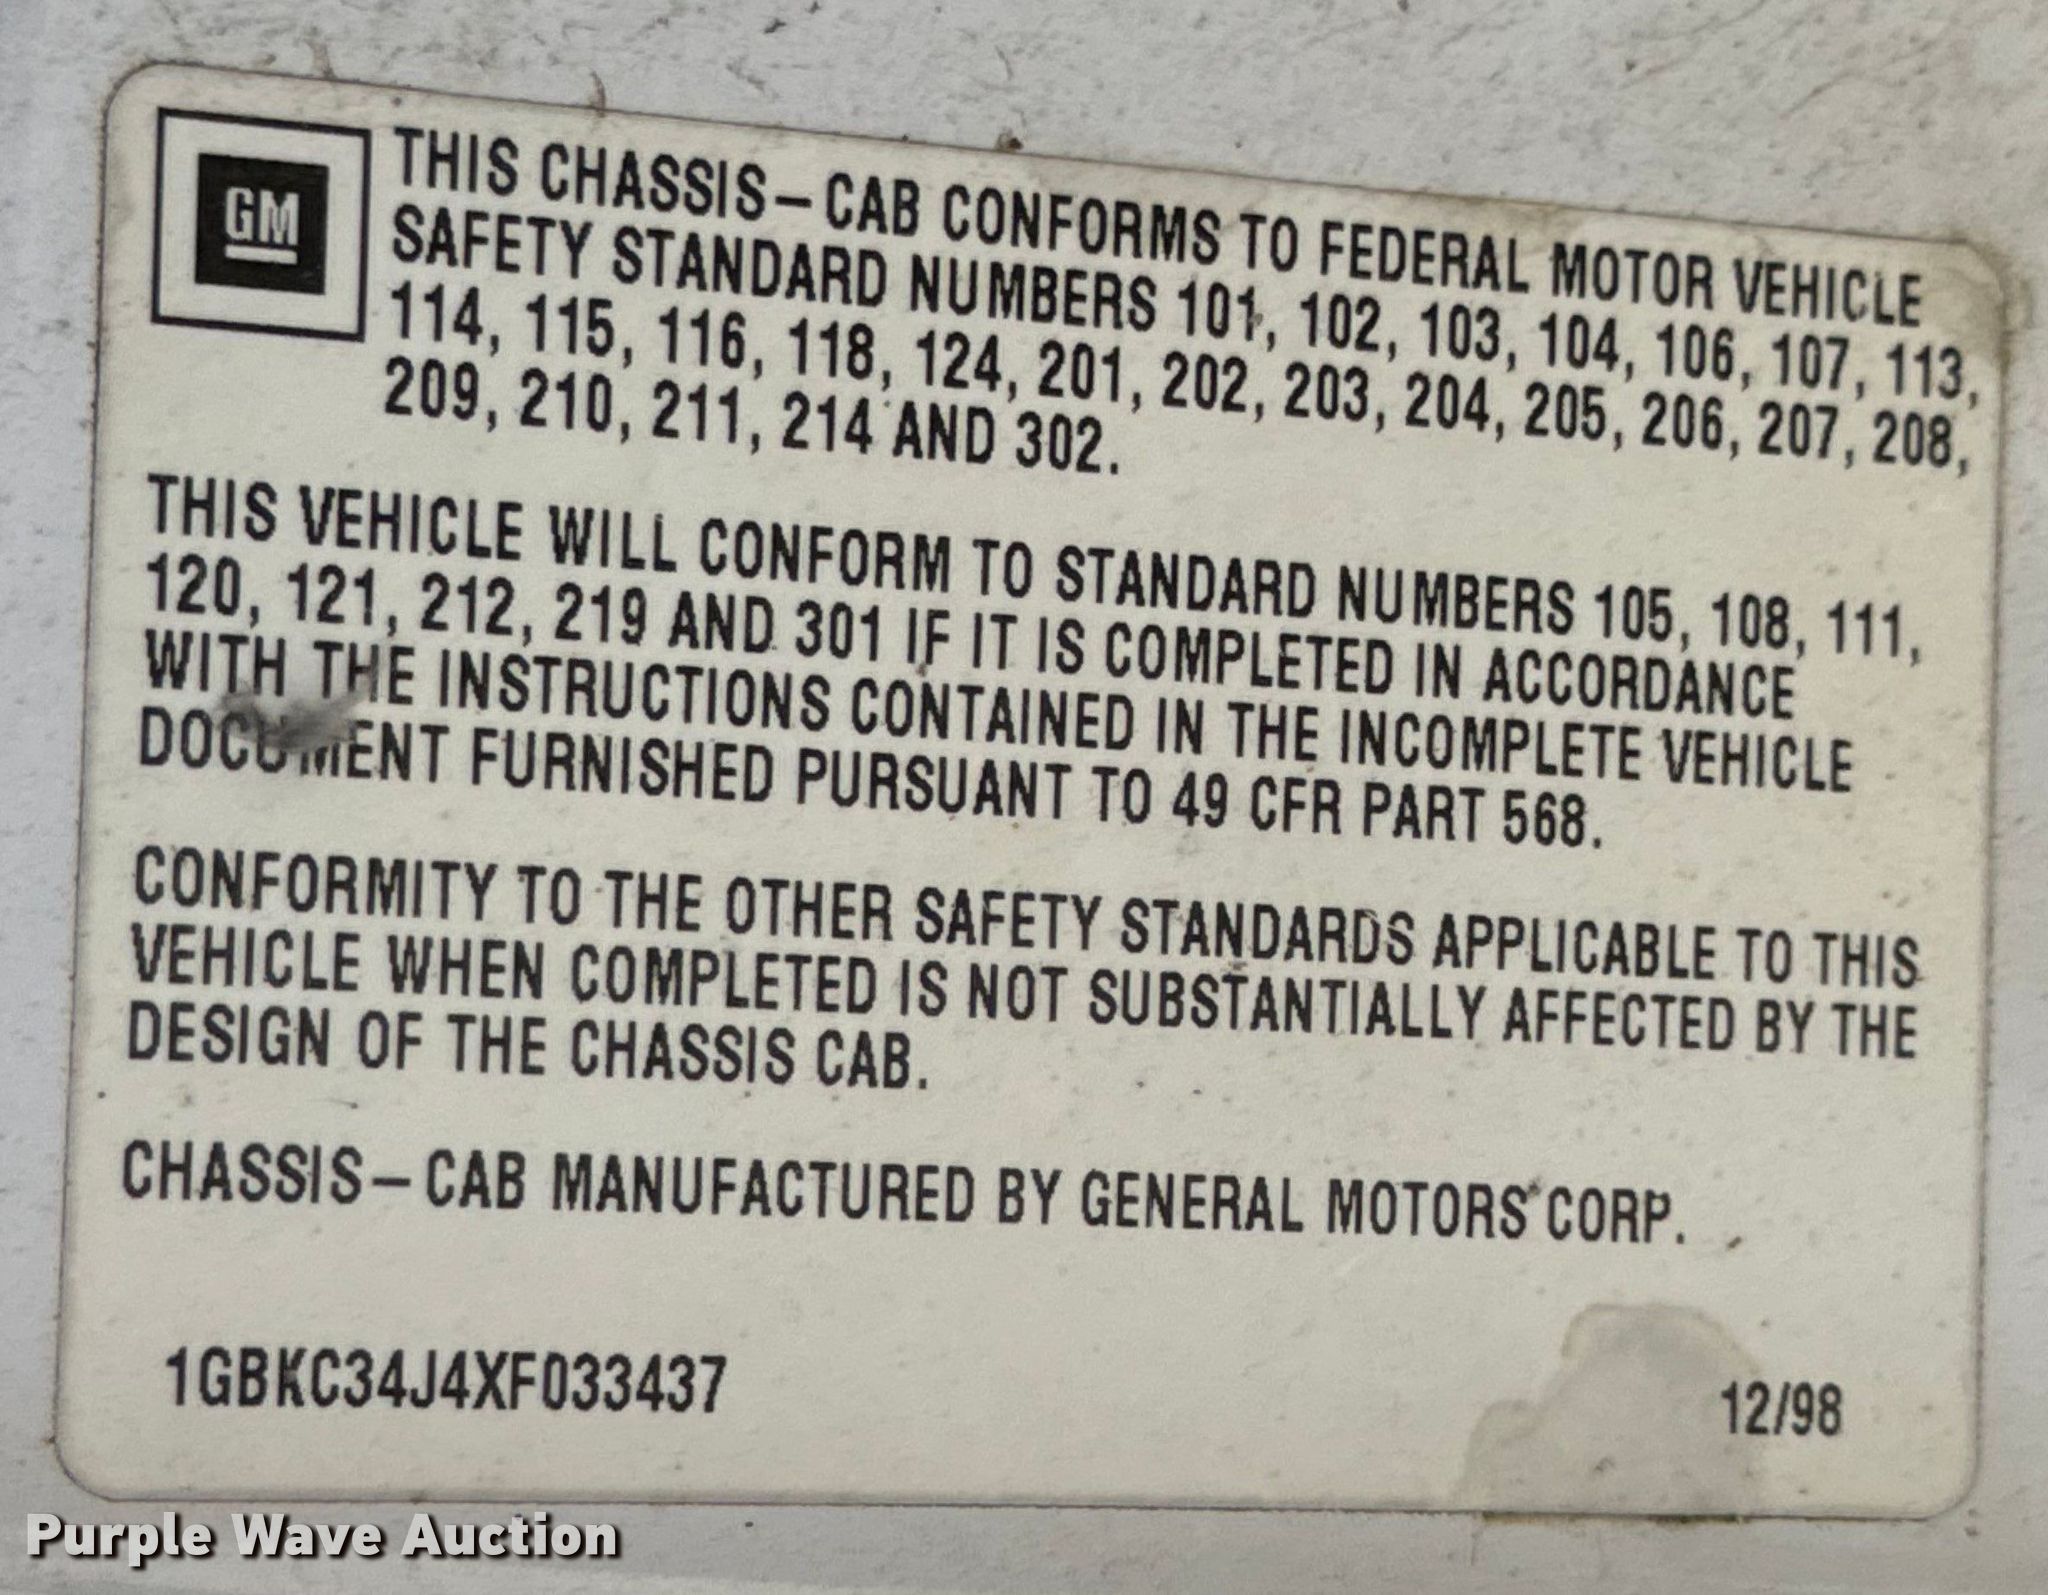 GM
THIS CHASSIS-CAB CONFORMS TO FEDERAL MOTOR VEHICLE
SAFETY STANDARD NUMBERS 101, 102, 103, 104, 106, 107, 113,
114, 115, 116, 118, 124, 201, 202, 203, 204, 205, 206, 207, 208,
209, 210, 211, 214 AND 302.
THIS VEHICLE WILL CONFORM TO STANDARD NUMBERS 105, 108, 111,
120, 121, 212, 219 AND 301 IF IT IS COMPLETED IN ACCORDANCE
WITH THE INSTRUCTIONS CONTAINED IN THE INCOMPLETE VEHICLE
DOCUMENT FURNISHED PURSUANT TO 49 CFR PART 568.
CONFORMITY TO THE OTHER SAFETY STANDARDS APPLICABLE TO THIS
VEHICLE WHEN COMPLETED IS NOT SUBSTANTIALLY AFFECTED BY THE
DESIGN OF THE CHASSIS CAB.
CHASSIS-CAB MANUFACTURED BY GENERAL MOTORS CORP.
1GBKC34J4XF033437 12/98
Purple Wave Auction